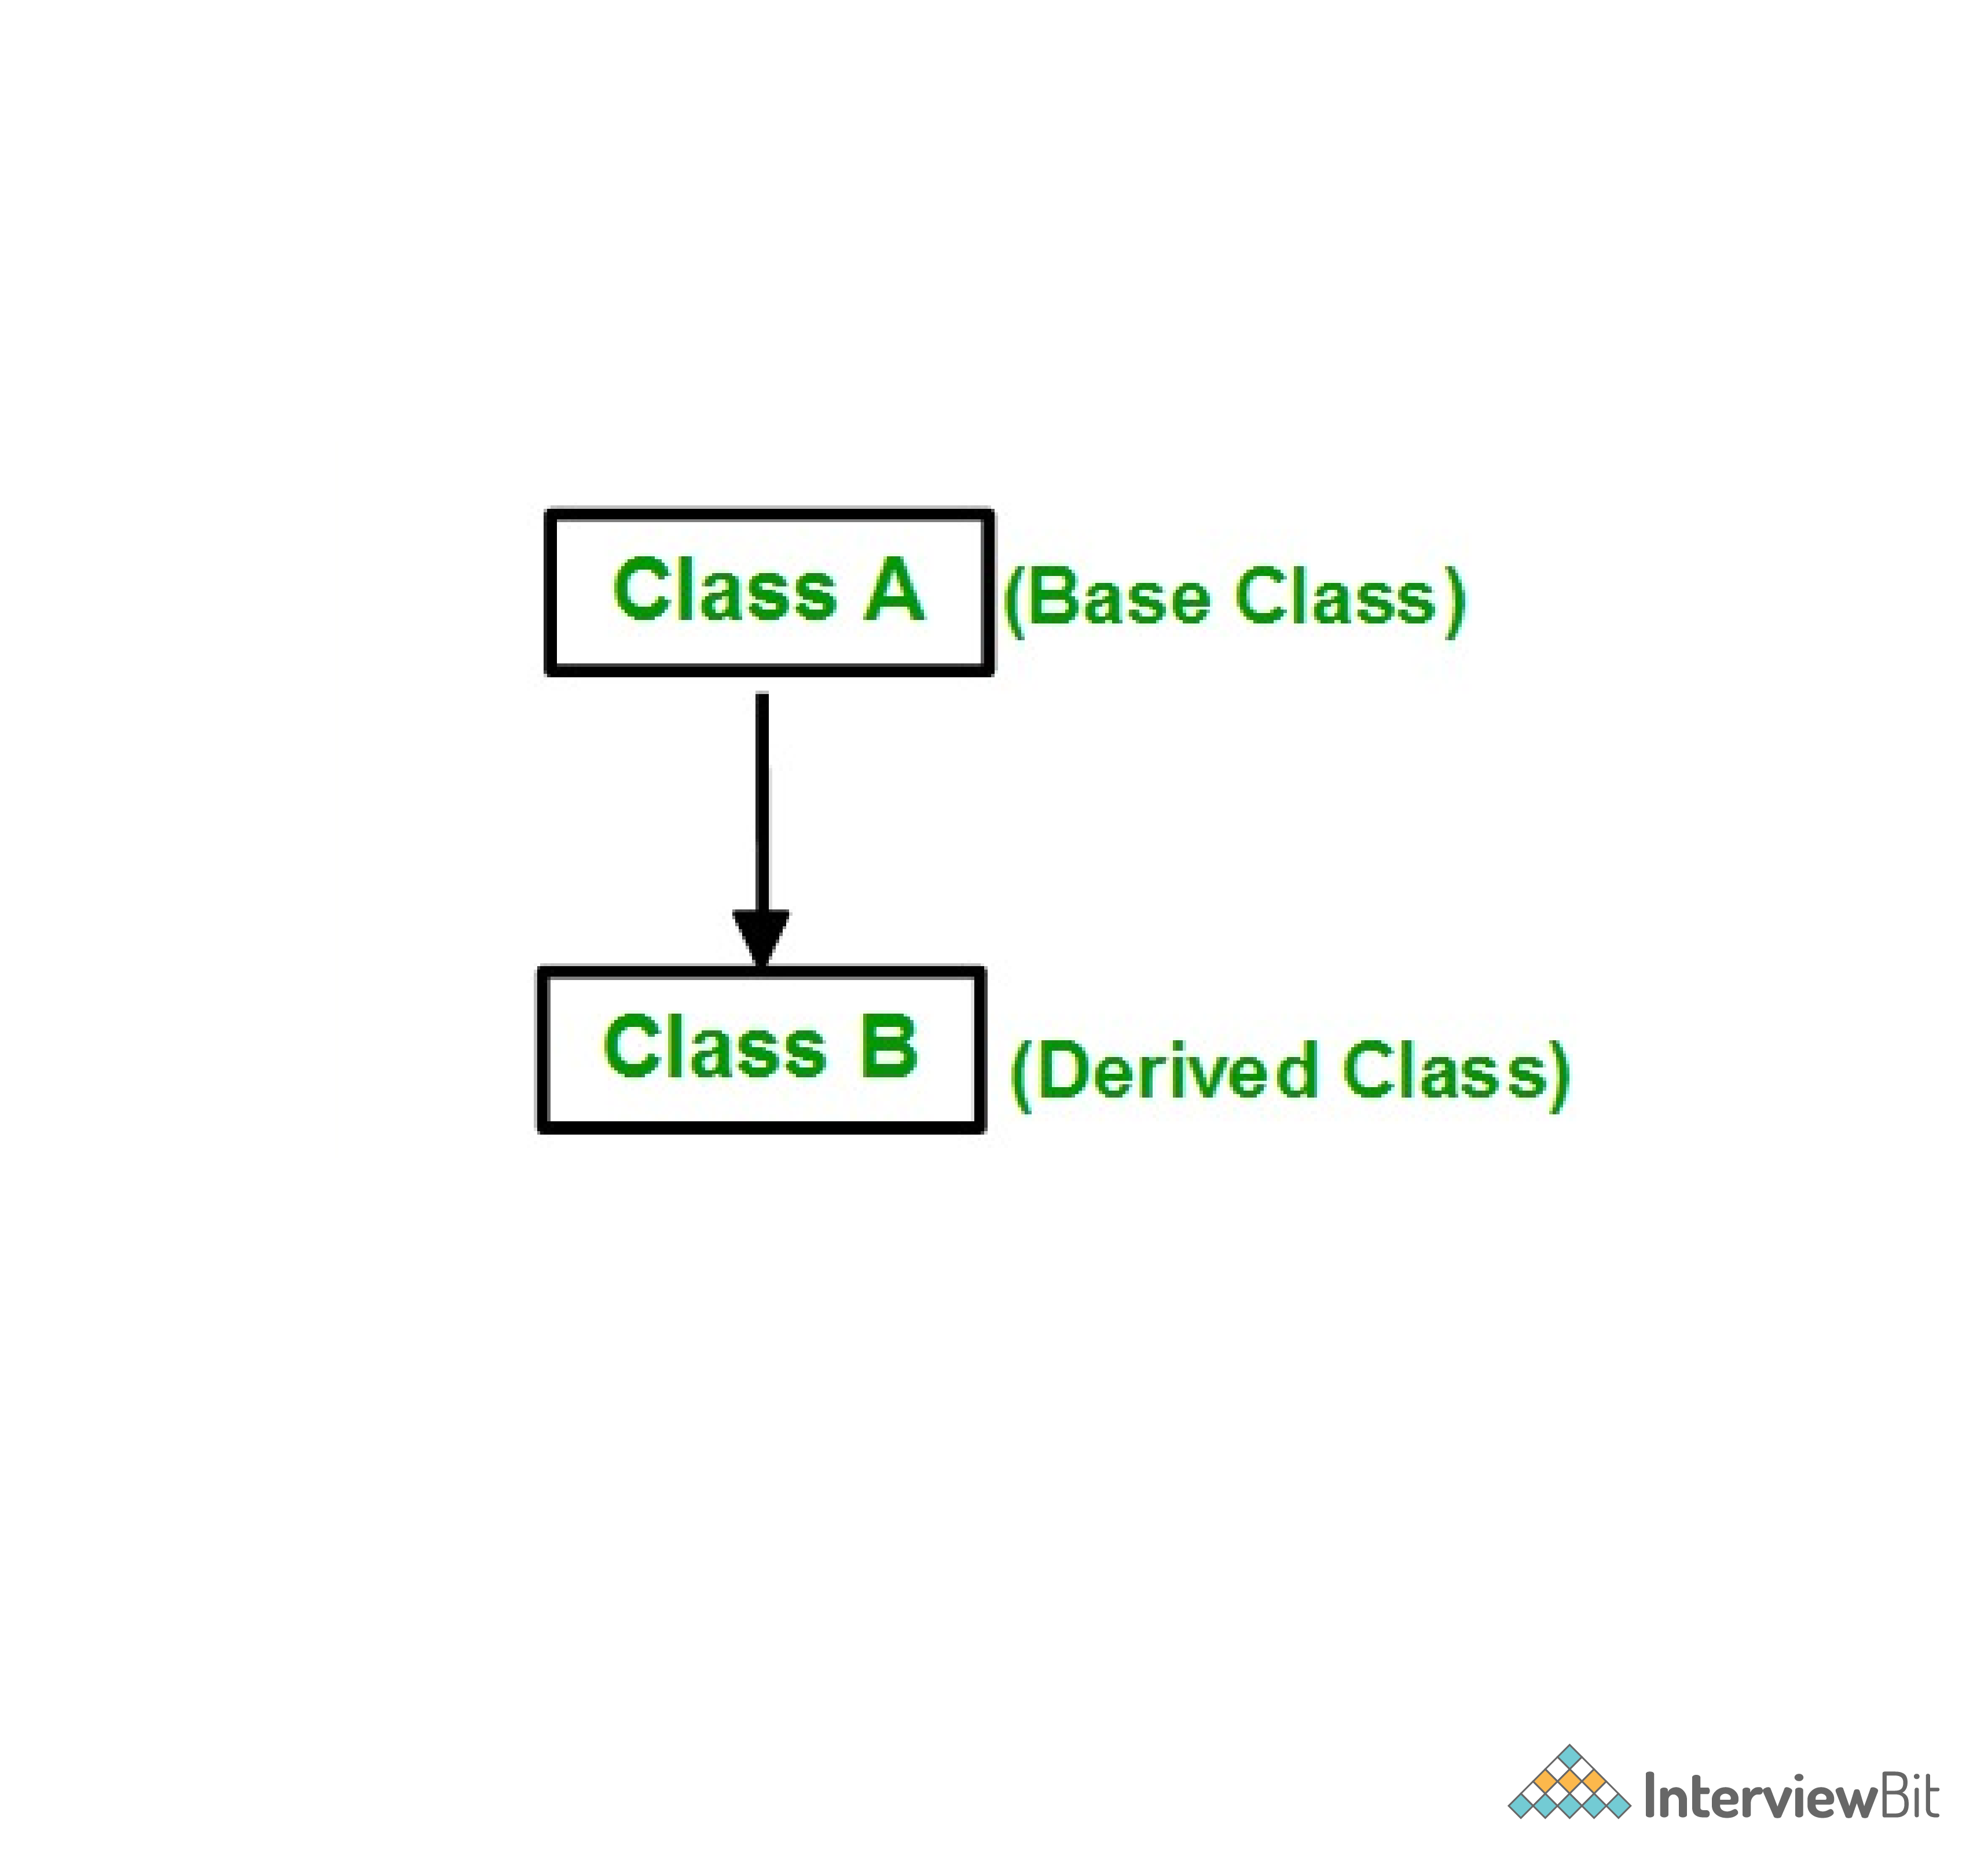 Class A (Base Class)
Class B (Derived Class)
InterviewBit